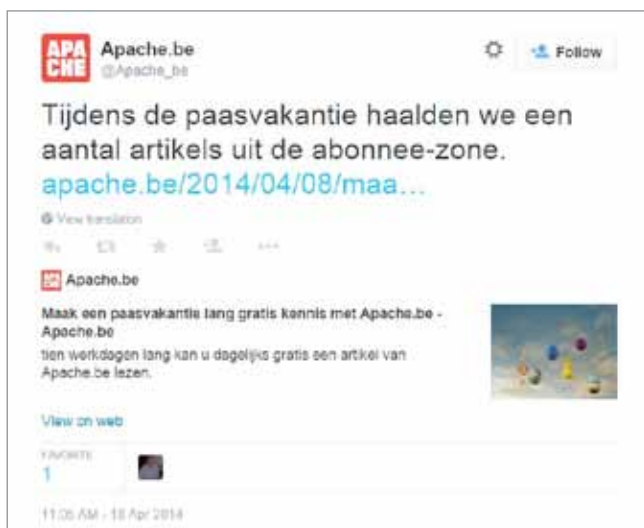 APA
CHE
Apache.be
@Apache_be
Follow
Tijdens de paasvakantie haalden we een
aantal artikels uit de abonnee-zone.
apache.be/2014/04/08/maa…
View translation
Apache.be
Maak een paasvakantie lang gratis kennis met Apache.be -
Apache.be
tien werkdagen lang kan u dagelijks gratis een artikel van
Apache.be lezen.
View on web
FAVORITE
1
11:05 AM - 18 Apr 2014